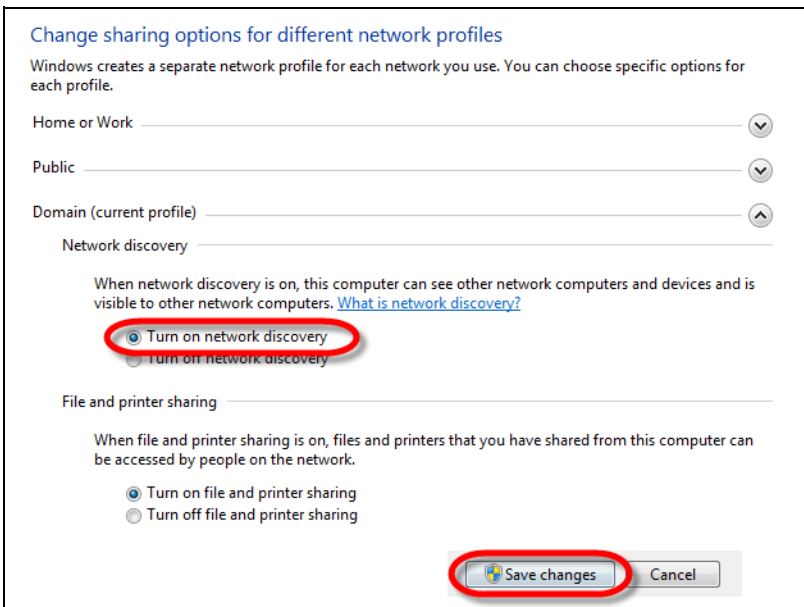 Change sharing options for different network profiles
Windows creates a separate network profile for each network you use. You can choose specific options for
each profile.
Home or Work
Public
Domain (current profile)
Network discovery
When network discovery is on, this computer can see other network computers and devices and is
visible to other network computers. What is network discovery?
Turn on network discovery
Turn off network discovery
File and printer sharing
When file and printer sharing is on, files and printers that you have shared from this computer can
be accessed by people on the network.
Turn on file and printer sharing
Turn off file and printer sharing
Save changes Cancel